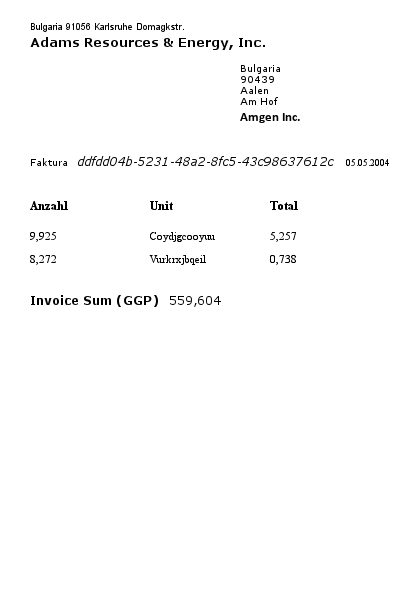 Bulgaria 91056 Karlsruhe Domagkstr.
Adams Resources & Energy, Inc.
Bulgaria
90439
Aalen
Am Hof
Amgen Inc.
Faktura ddfdd04b-5231-48a2-8fc5-43c98637612c 05.05.2004
Anzahl Unit Total
9,925 Coydjgcooyuu 5,257
8,272 Vurkrxjbqeil 0,738
Invoice Sum (GGP) 559,604